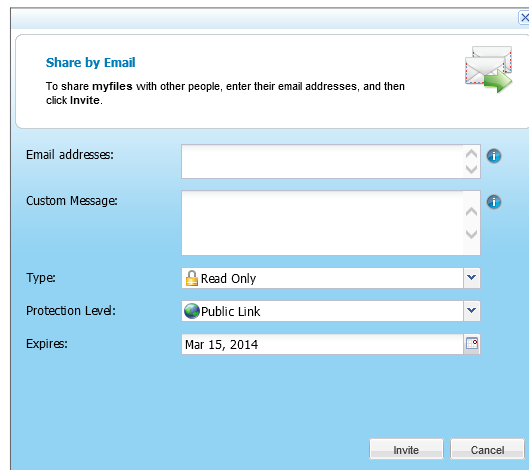 Share by Email
To share myfiles with other people, enter their email addresses, and then
click Invite.
Email addresses:
Custom Message:
Type: Read Only
Protection Level: Public Link
Expires: Mar 15, 2014
Invite Cancel